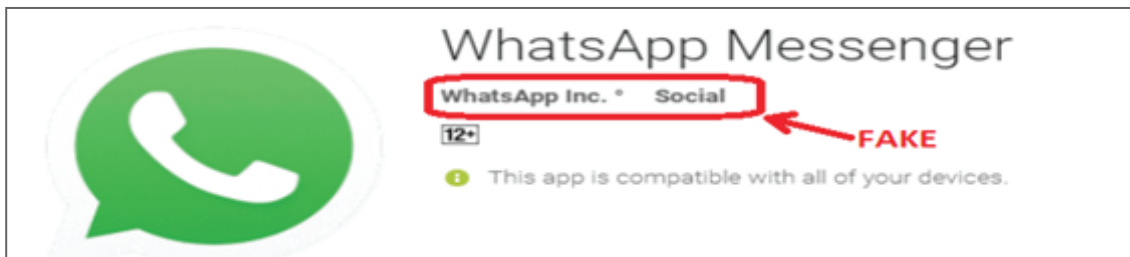 WhatsApp Messenger
WhatsApp Inc. ° Social
12+
FAKE
This app is compatible with all of your devices.